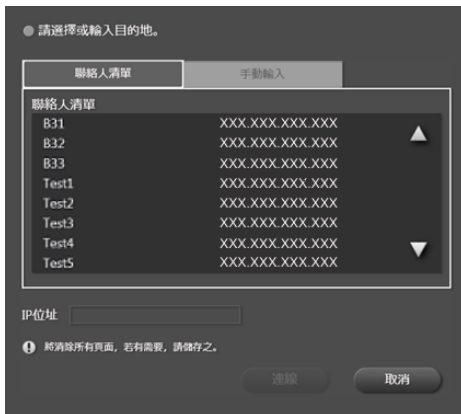 請選擇或輸入目的地。
聯絡人清單 手動輸入
聯絡人清單
B31 XXX.XXX.XXX.XXX
B32 XXX.XXX.XXX.XXX
B33 XXX.XXX.XXX.XXX
Test1 XXX.XXX.XXX.XXX
Test2 XXX.XXX.XXX.XXX
Test3 XXX.XXX.XXX.XXX
Test4 XXX.XXX.XXX.XXX
Test5 XXX.XXX.XXX.XXX
IP位址
將清除所有頁面，若有需要，請儲存之。
連線 取消